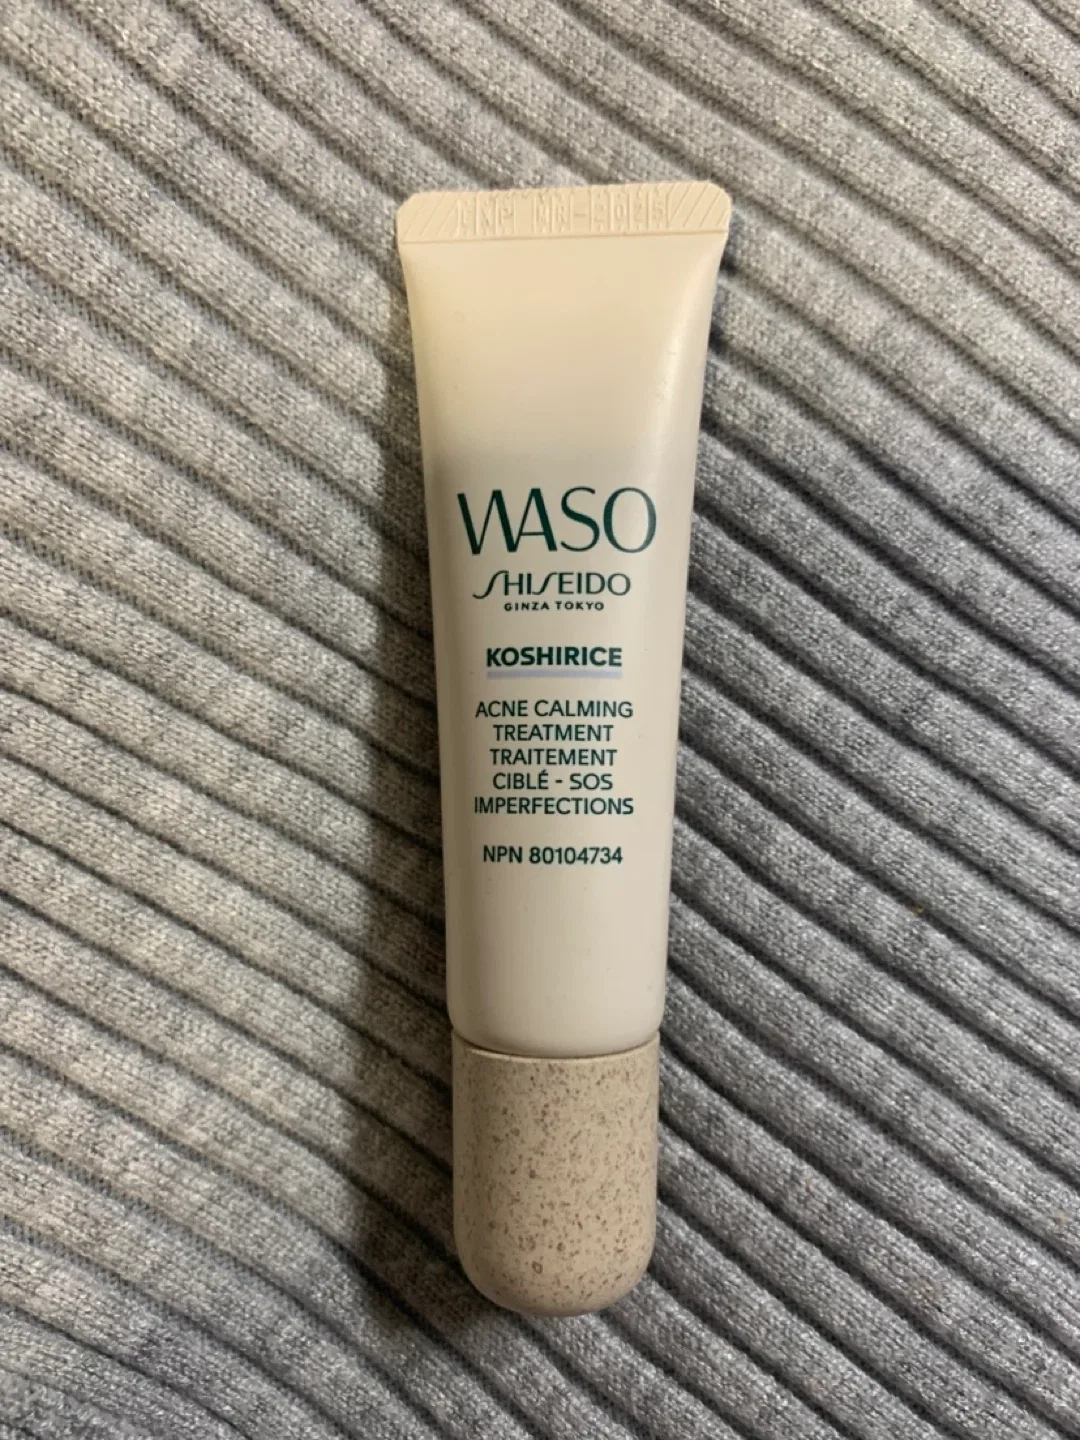 WASO
SHISEIDO
GINZA TOKYO
KOSHIRICE
ACNE CALMING
TREATMENT
TRAITEMENT
CIBLÉ - SOS
IMPERFECTIONS
NPN 80104734